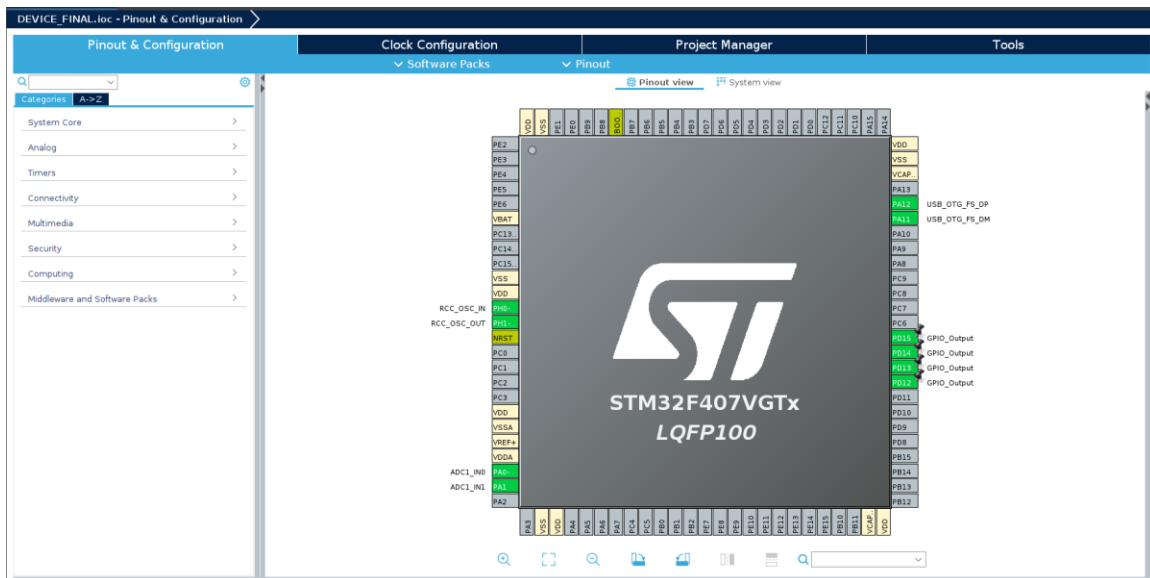 DEVICE_FINAL.ioc - Pinout & Configuration
Pinout & Configuration
Clock Configuration
Project Manager
Tools
Software Packs
Pinout
Categories
A->Z
Pinout view
System view
System Core
Analog
Timers
Connectivity
Multimedia
Security
Computing
Middleware and Software Packs
VDD
VSS
PE1
PE0
PB9
PB8
BOO..
PB7
PB6
PB5
PB4
PB3
PD7
PD6
PD5
PD4
PD3
PD2
PD1
PD0
PC12
PC11
PC10
PA15
PA14
PE2
PE3
PE4
PE5
PE6
VBAT
PC13..
PC14..
PC15..
VSS
VDD
RCC_OSC_IN PH0-..
RCC_OSC_OUT PH1-..
NRST
PC0
PC1
PC2
PC3
VDD
VSSA
VREF+
VDDA
ADC1_IN0 PA0-..
ADC1_IN1 PA1
PA2
ST
STM32F407VGTx
LQFP100
VDD
VSS
VCAP..
PA13
PA12 USB_OTG_FS_DP
PA11 USB_OTG_FS_DM
PA10
PA9
PA8
PC9
PC8
PC7
PC6
PD15 GPIO_Output
PD14 GPIO_Output
PD13 GPIO_Output
PD12 GPIO_Output
PD11
PD10
PD9
PD8
PB15
PB14
PB13
PB12
PA3
VSS
VDD
PA4
PA5
PA6
PA7
PC4
PC5
PB0
PB1
PB2
PE7
PE8
PE9
PE10
PE11
PE12
PE13
PE14
PE15
PB10
PB11
VCAP..
VDD